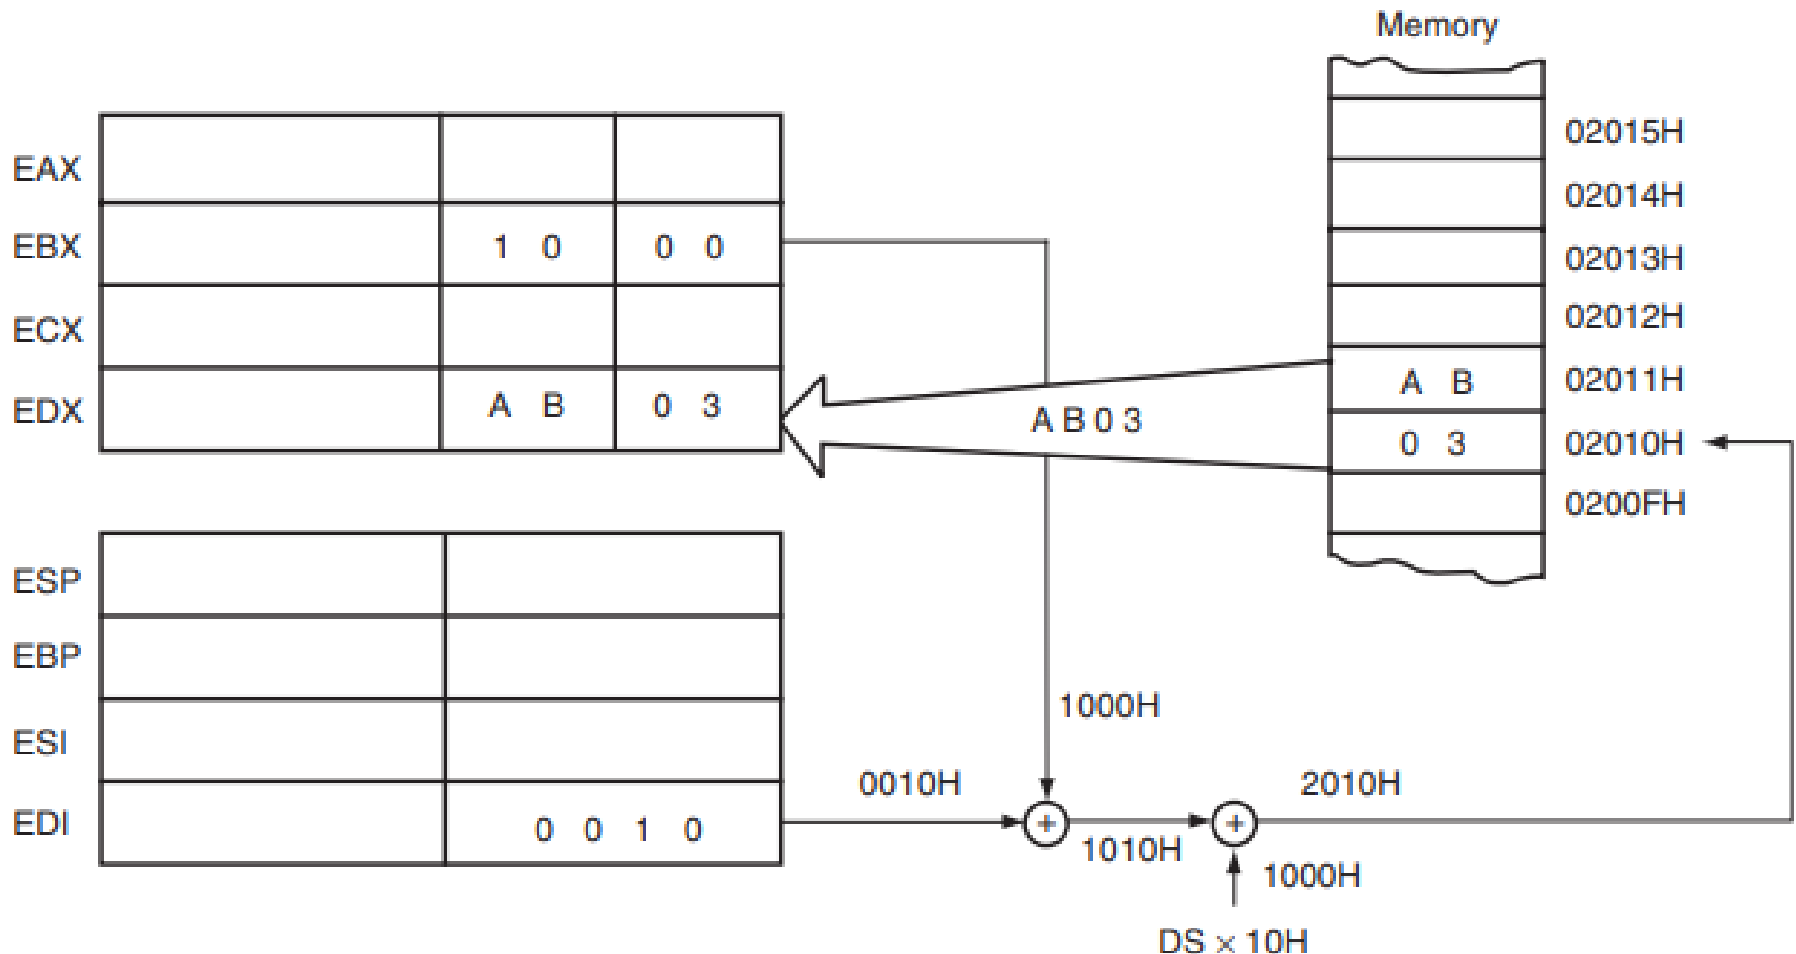 Memory
02015H
EAX
02014H
EBX 1 0 0 0
02013H
ECX
02012H
EDX A B 0 3
A B 0 3
A B 02011H
0 3 02010H
0200FH
ESP
EBP
1000H
ESI
0010H
2010H
EDI 0 0 1 0
+ +
1010H
1000H
DS × 10H